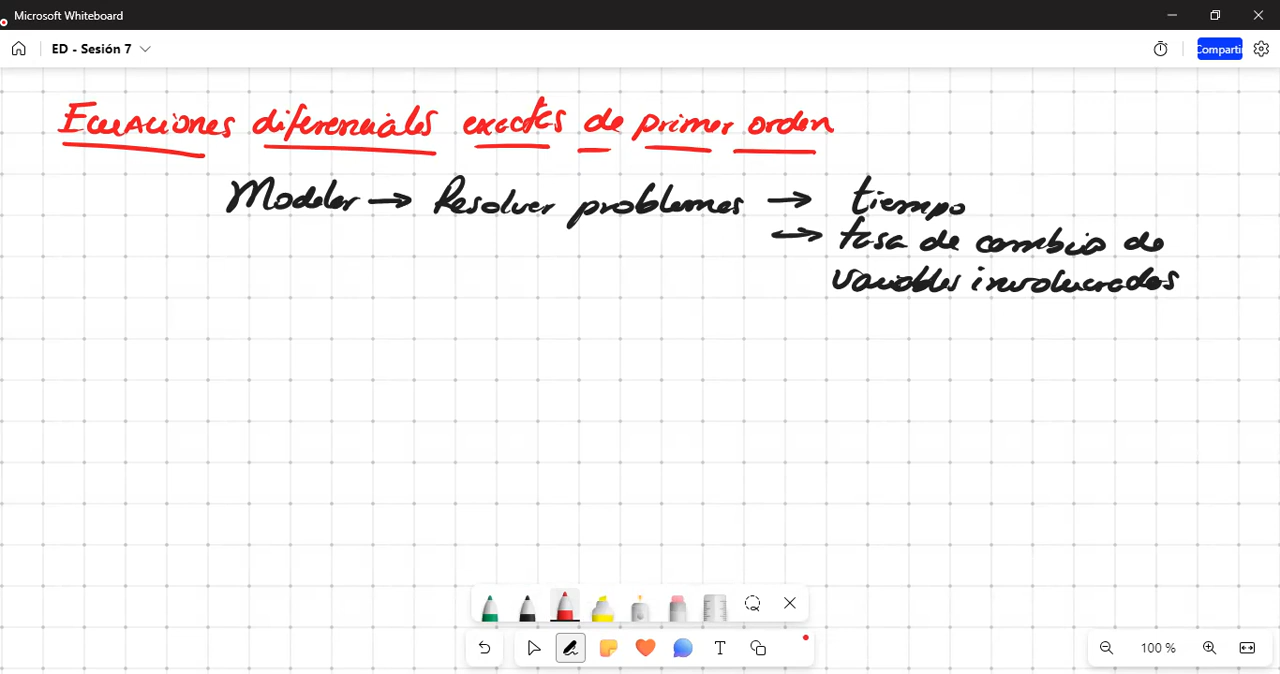 Microsoft Whiteboard
ED - Sesión 7
Compartir
Ecuaciones diferenciales exactas de primer orden
Modelar → Resolver problemas → tiempo
↔ tasa de cambio de
variables involucradas
T
100 %